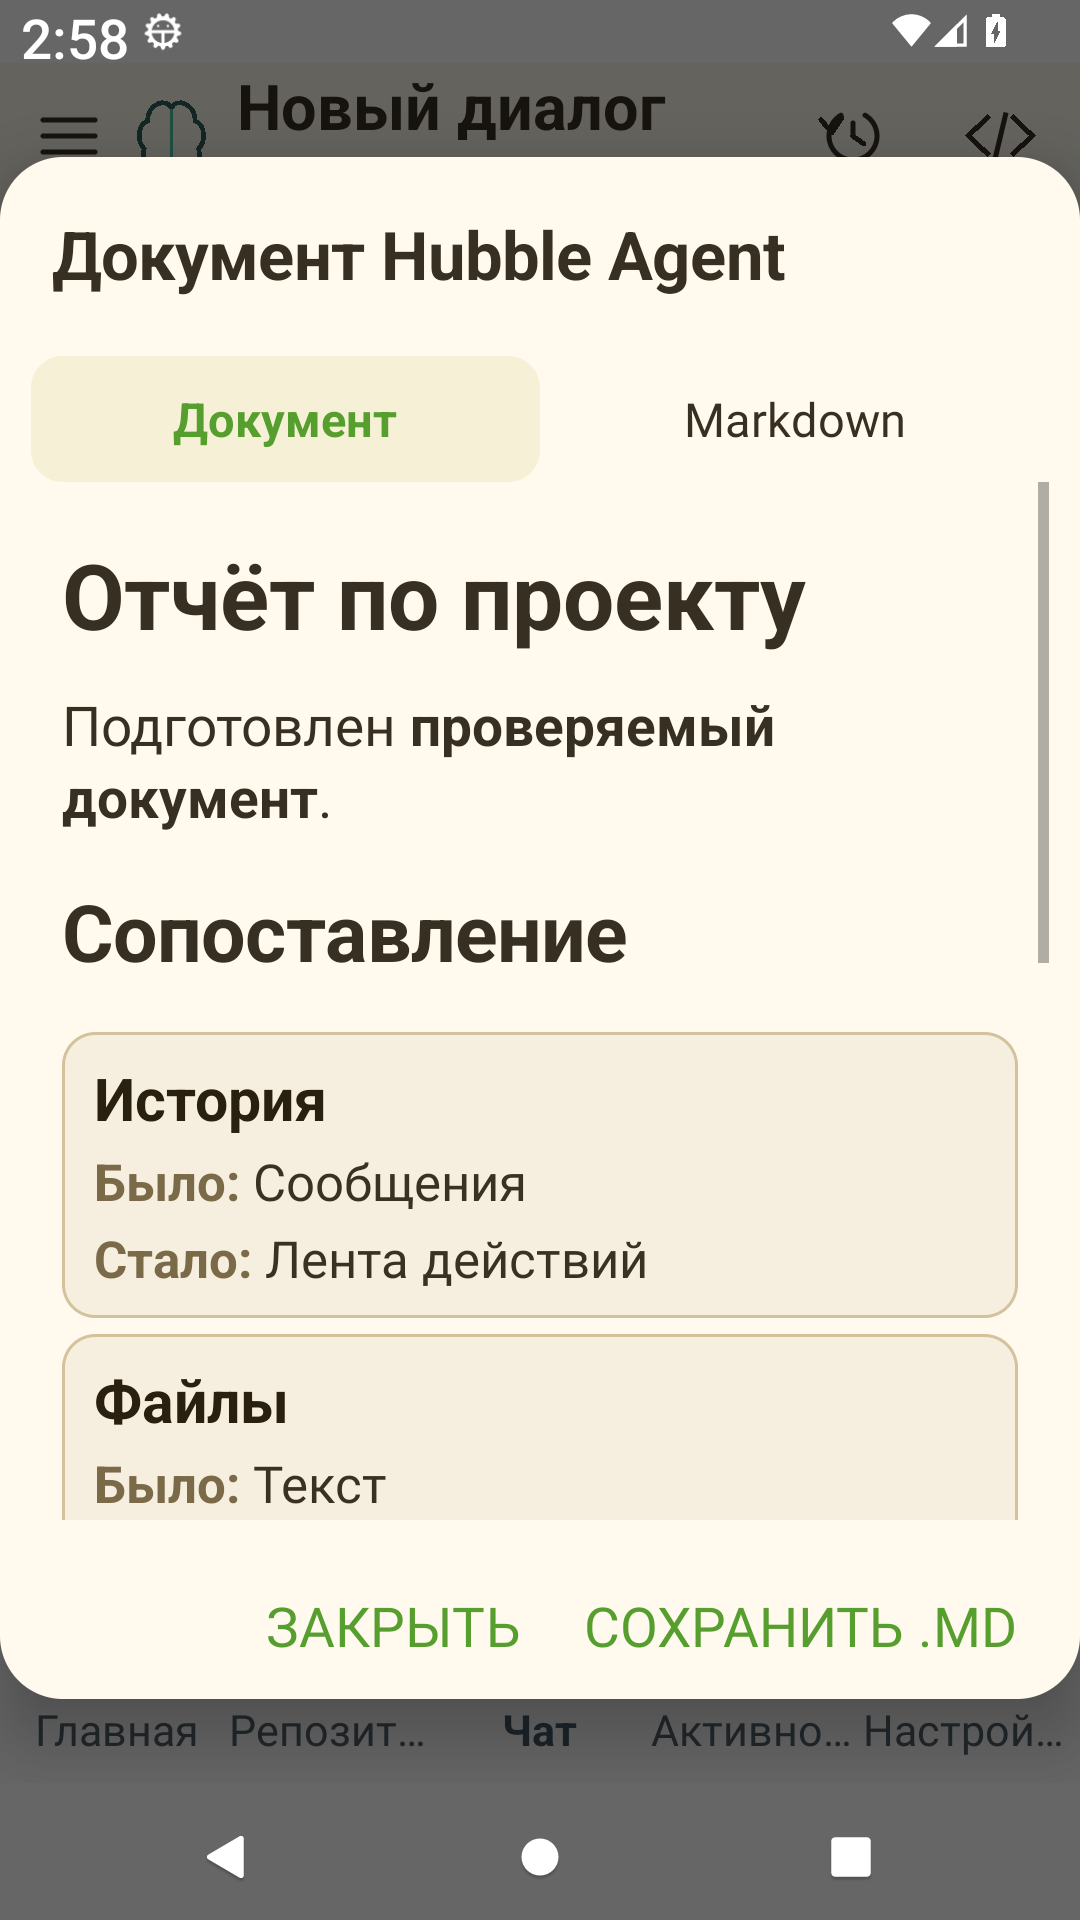 2:58
Новый диалог
Документ Hubble Agent
Документ
Markdown
Отчёт по проекту
Подготовлен проверяемый
документ.
Сопоставление
История
Было: Сообщения
Стало: Лента действий
Файлы
Было: Текст
ЗАКРЫТЬ
СОХРАНИТЬ .MD
Главная
Репозит...
Чат
Активно...
Настрой...